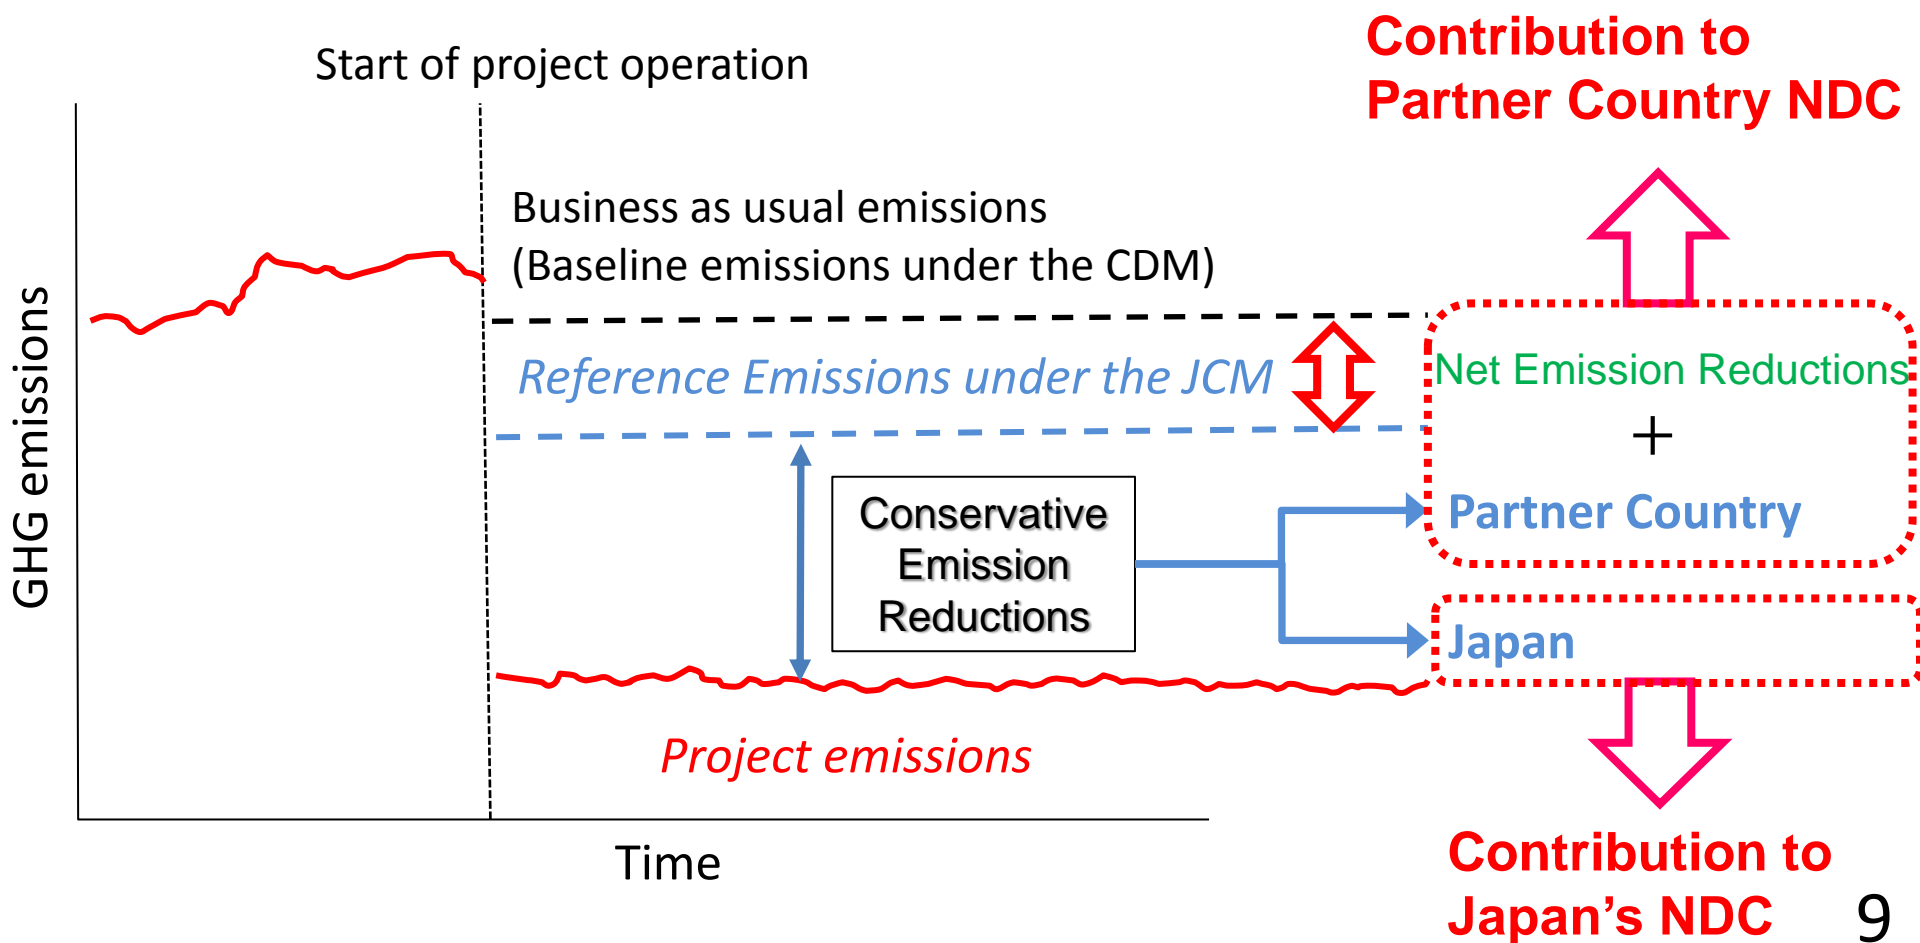 Contribution to
Partner Country NDC
Start of project operation
Business as usual emissions
(Baseline emissions under the CDM)
GHG emissions
Reference Emissions under the JCM
Net Emission Reductions
+
Partner Country
Conservative
Emission
Reductions
Japan
Project emissions
Time
Contribution to
Japan’s NDC
9